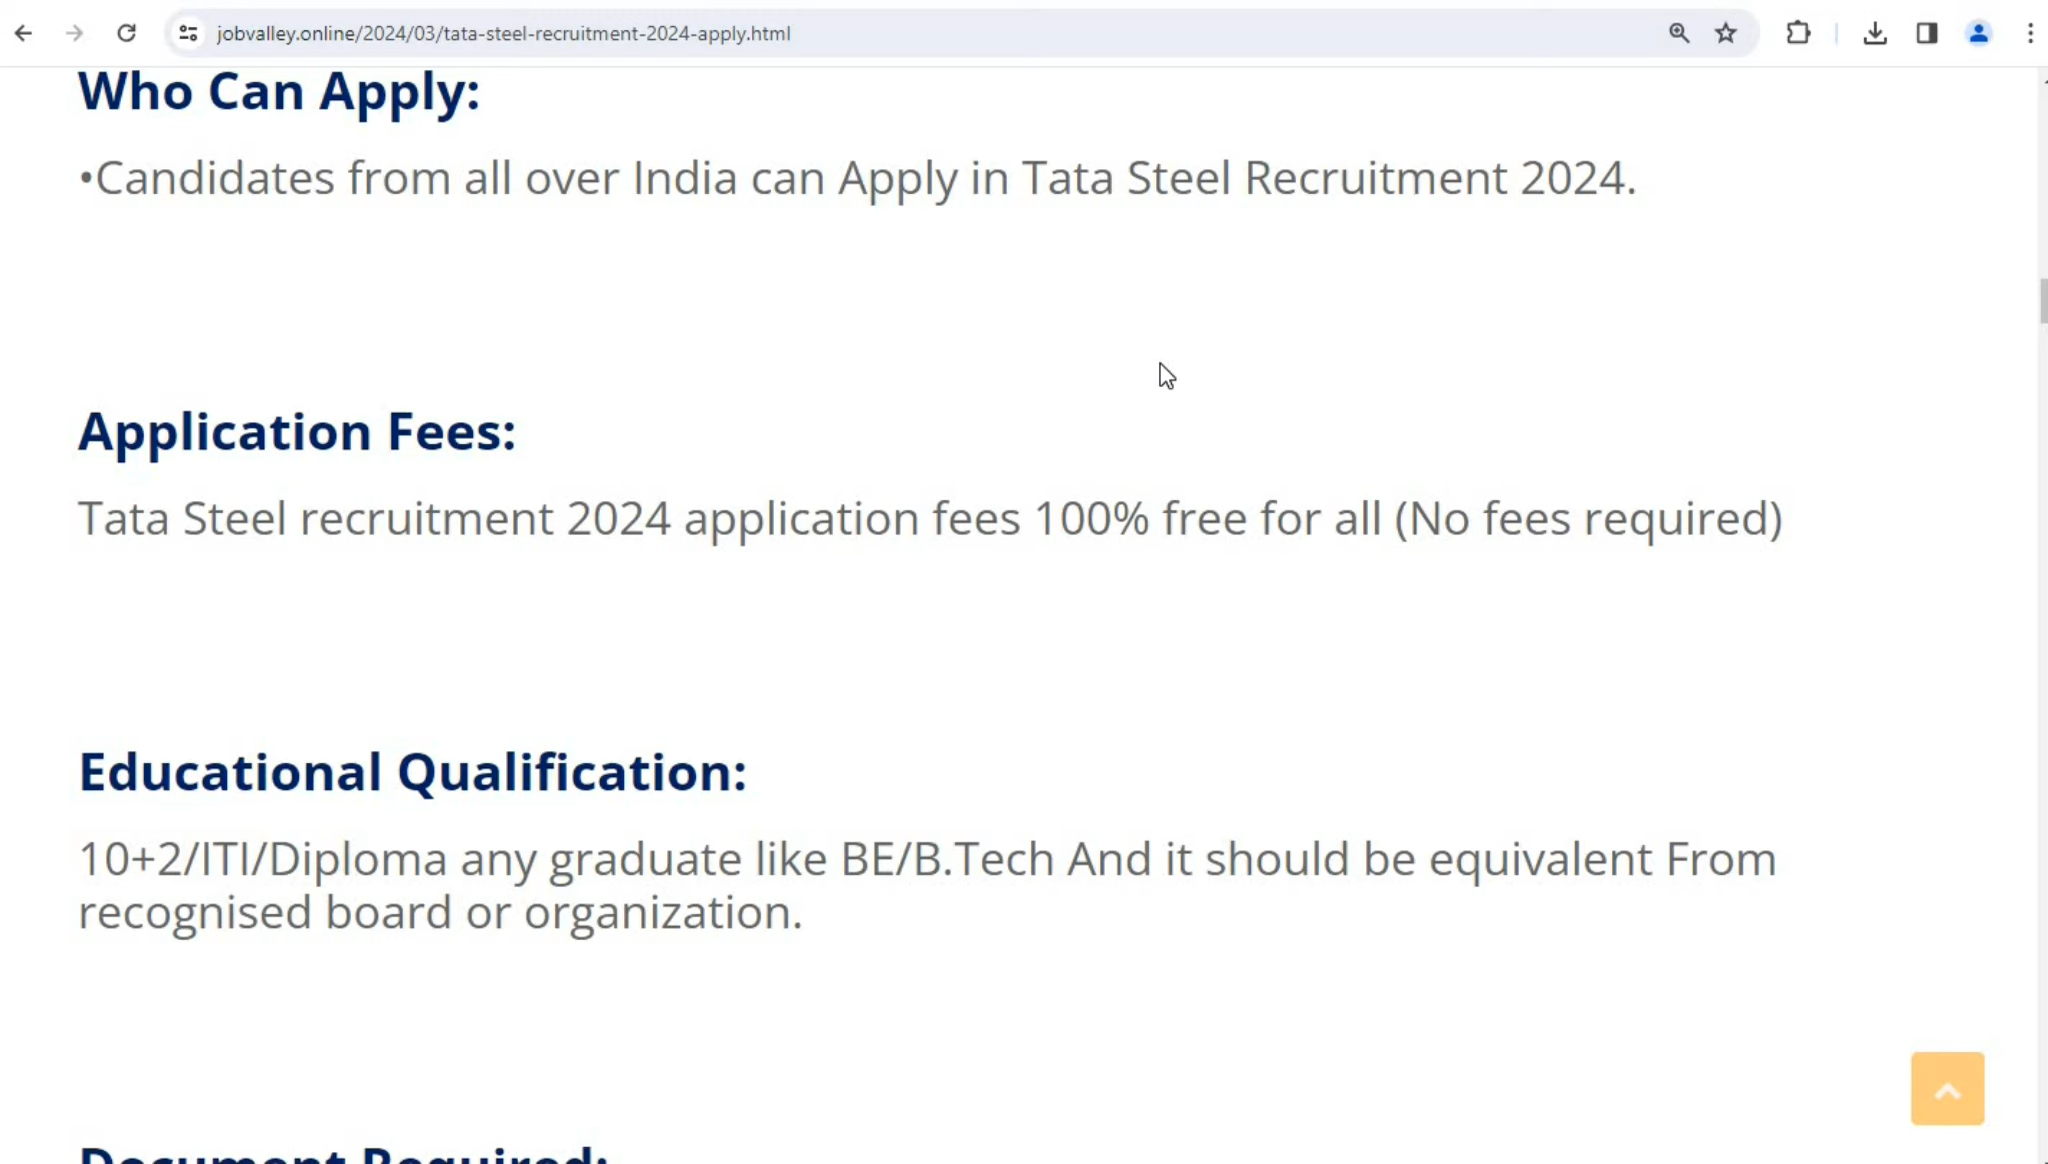 jobvalley.online/2024/03/tata-steel-recruitment-2024-apply.html
Who Can Apply:
•Candidates from all over India can Apply in Tata Steel Recruitment 2024.
Application Fees:
Tata Steel recruitment 2024 application fees 100% free for all (No fees required)
Educational Qualification:
10+2/ITI/Diploma any graduate like BE/B.Tech And it should be equivalent From
recognised board or organization.
Document Required: